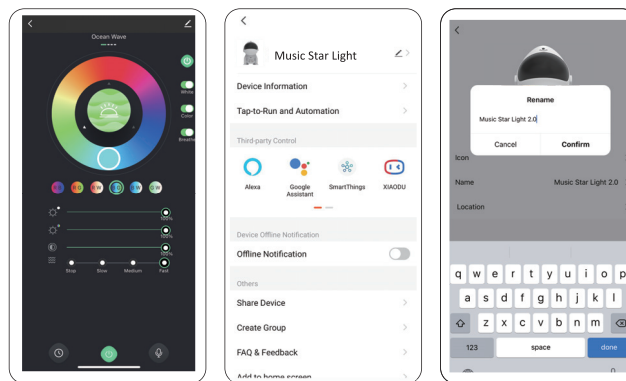 Ocean Wave
White
Color
Breathe
R G
R W
G W
100%
100%
100%
Stop
Slow
Medium
Fast
Music Star Light
Device Information
Tap-to-Run and Automation
Third-party Control
Alexa
Google Assistant
SmartThings
XIAODU
Device Offline Notification
Offline Notification
Others
Share Device
Create Group
FAQ & Feedback
Add to home screen
Rename
Music Star Light 2.0
Cancel
Confirm
Icon
Name
Music Star Light 2.0
Location
q w e r t y u i o p
a s d f g h j k l
z x c v b n m
123
space
done